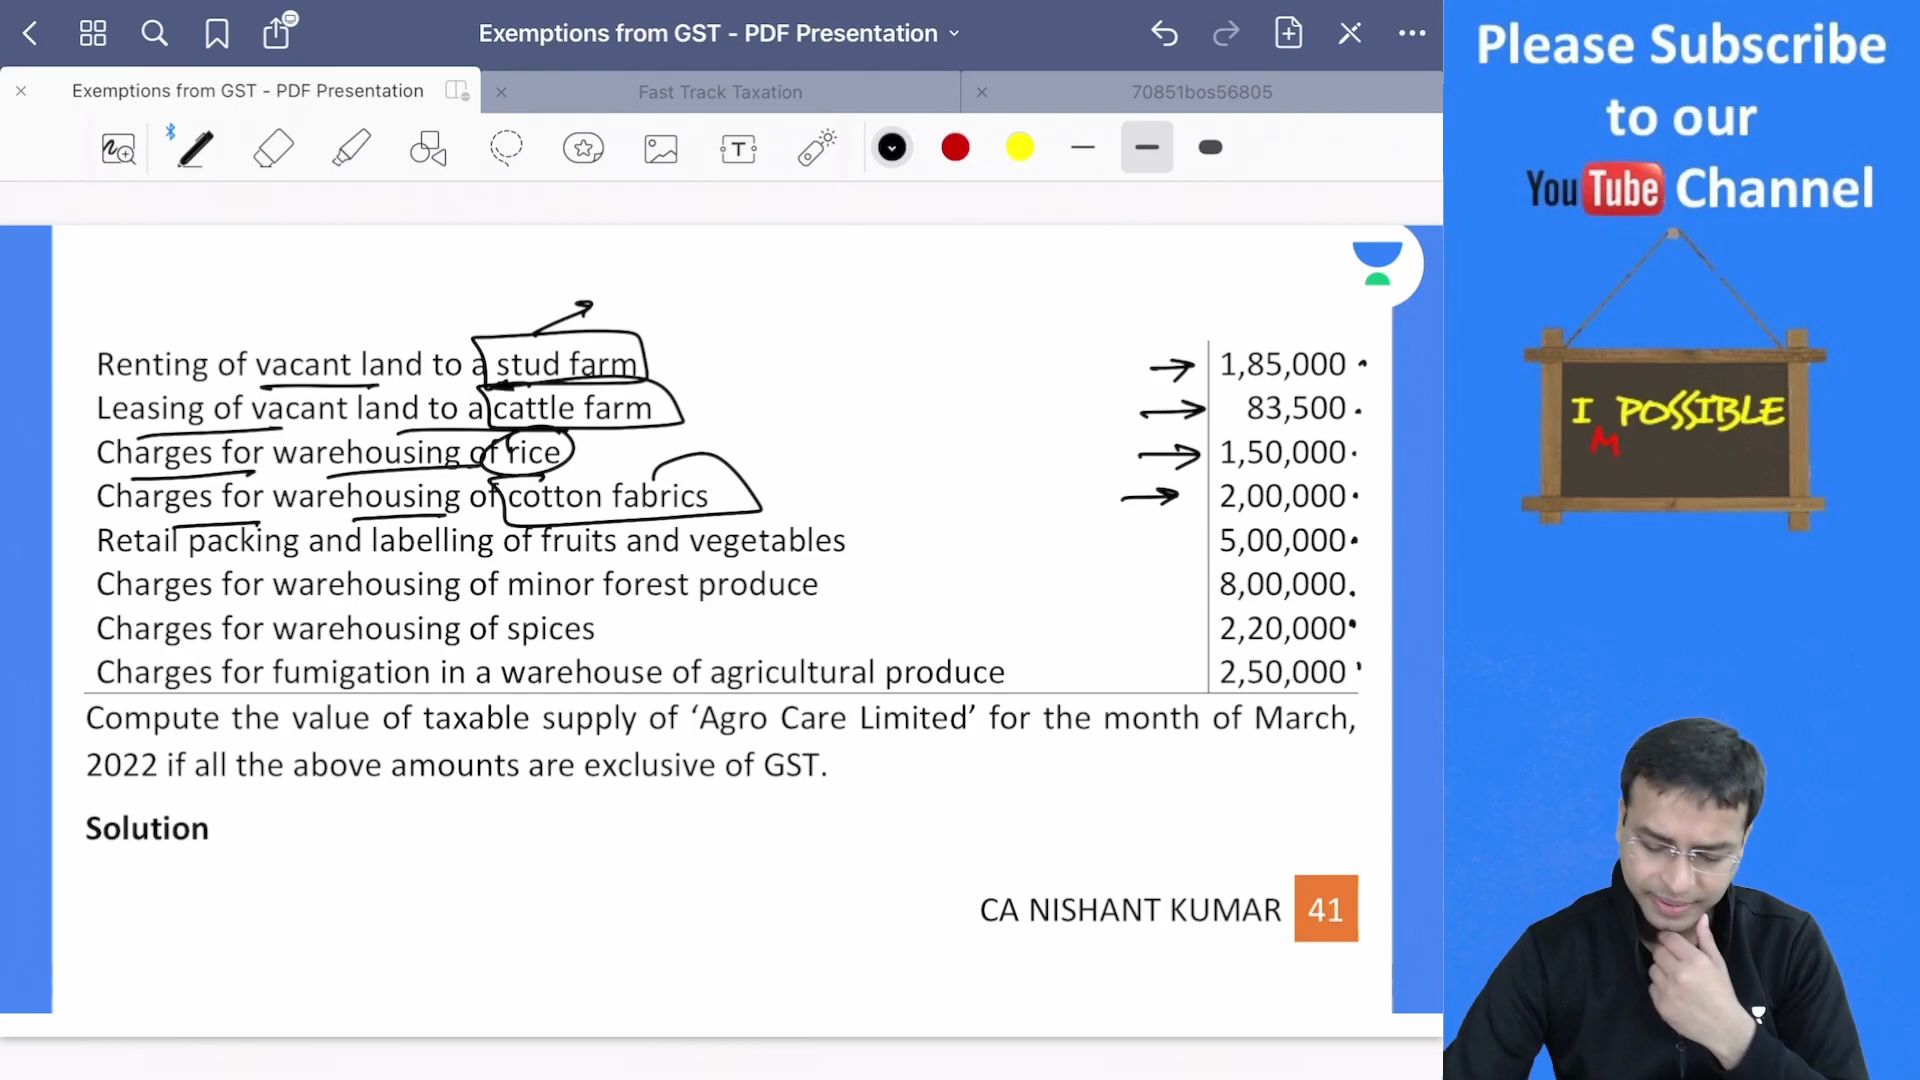 Exemptions from GST - PDF Presentation
Exemptions from GST - PDF Presentation
Fast Track Taxation
70851bos56805
T
Please Subscribe
to our
YouTube Channel
I POSSIBLE
M
Renting of vacant land to a stud farm 1,85,000
Leasing of vacant land to a cattle farm 83,500
Charges for warehousing of rice 1,50,000
Charges for warehousing of cotton fabrics 2,00,000
Retail packing and labelling of fruits and vegetables 5,00,000
Charges for warehousing of minor forest produce 8,00,000
Charges for warehousing of spices 2,20,000
Charges for fumigation in a warehouse of agricultural produce 2,50,000
Compute the value of taxable supply of ‘Agro Care Limited’ for the month of March,
2022 if all the above amounts are exclusive of GST.
Solution
CA NISHANT KUMAR 41